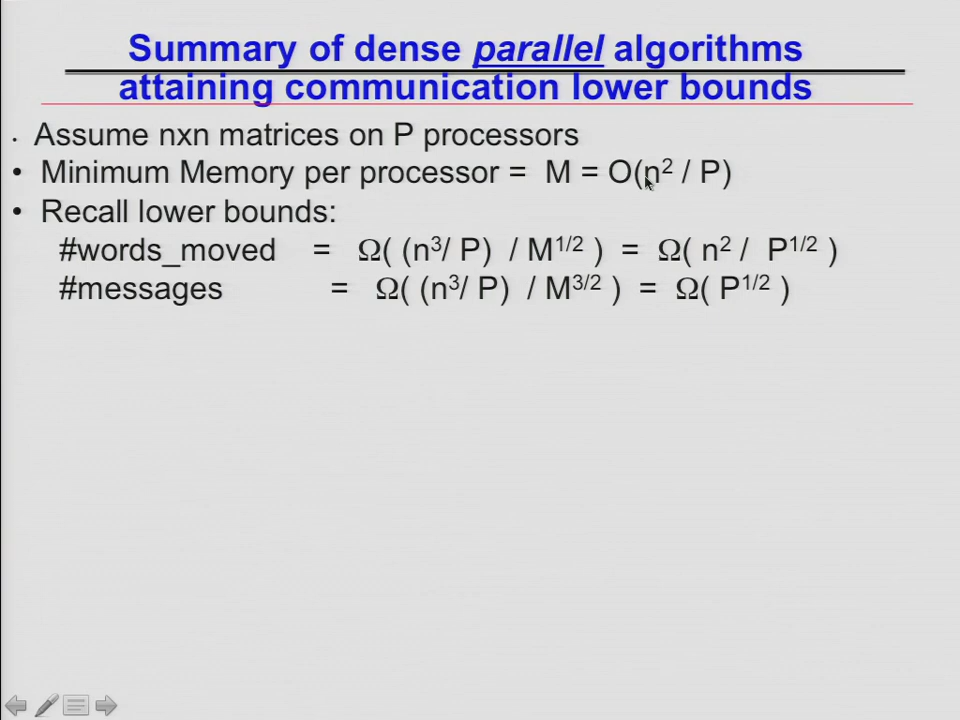 Summary of dense parallel algorithms
attaining communication lower bounds
• Assume nxn matrices on P processors
• Minimum Memory per processor = M = O(n² / P)
• Recall lower bounds:
#words_moved = Ω( (n³/ P) / M^1/2 ) = Ω( n² / P^1/2 )
#messages = Ω( (n³/ P) / M^3/2 ) = Ω( P^1/2 )